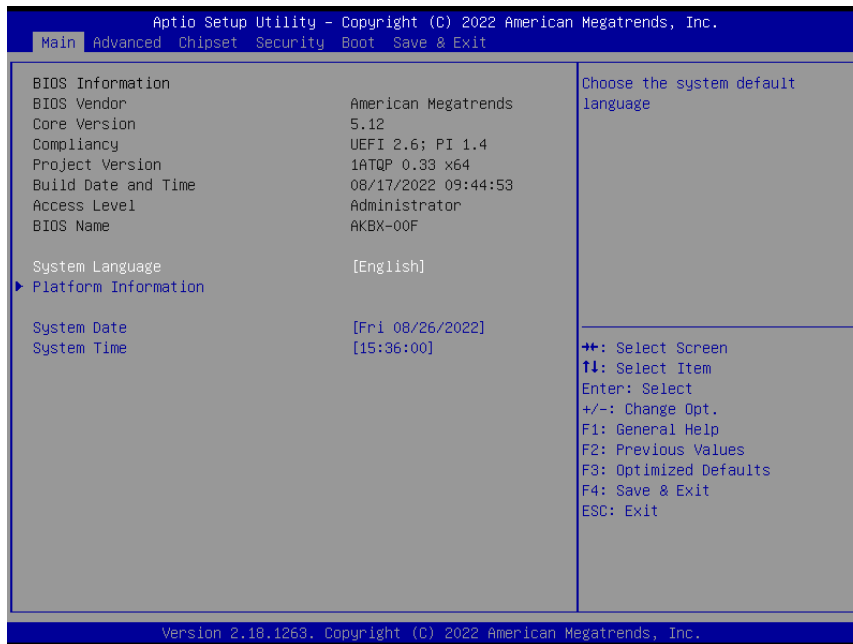 Aptio Setup Utility – Copyright (C) 2022 American Megatrends, Inc.
Main Advanced Chipset Security Boot Save & Exit
BIOS Information
BIOS Vendor American Megatrends
Core Version 5.12
Compliancy UEFI 2.6; PI 1.4
Project Version 1ATQP 0.33 x64
Build Date and Time 08/17/2022 09:44:53
Access Level Administrator
BIOS Name AKBX-00F
System Language [English]
Platform Information
System Date [Fri 08/26/2022]
System Time [15:36:00]
Choose the system default
language
→←: Select Screen
↑↓: Select Item
Enter: Select
+/-: Change Opt.
F1: General Help
F2: Previous Values
F3: Optimized Defaults
F4: Save & Exit
ESC: Exit
Version 2.18.1263. Copyright (C) 2022 American Megatrends, Inc.